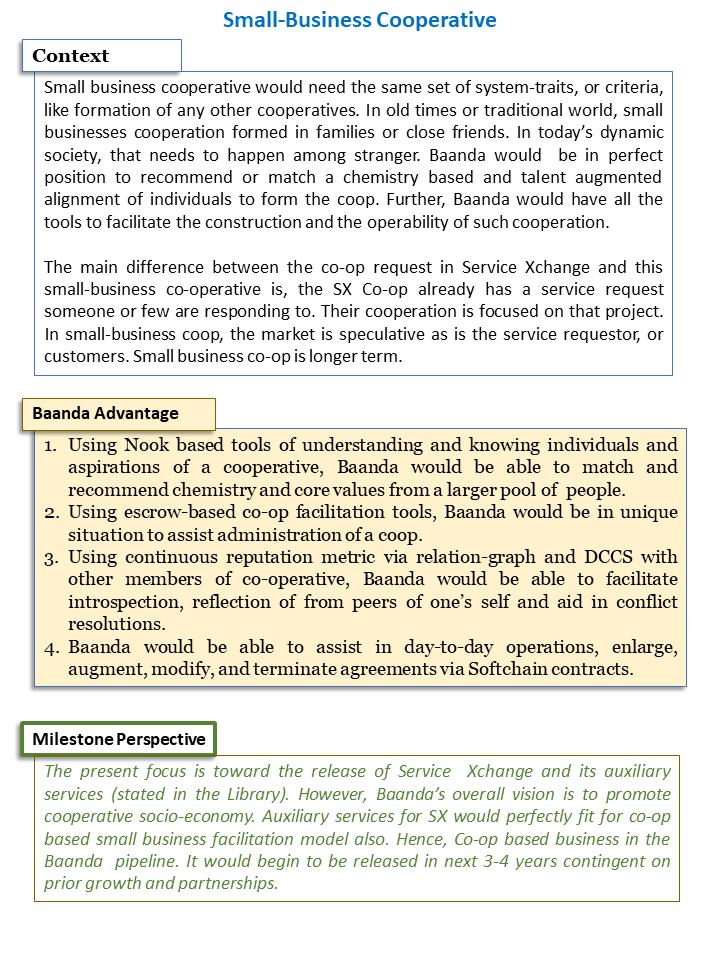 Small-Business Cooperative
Context
Small business cooperative would need the same set of system-traits, or criteria,
like formation of any other cooperatives. In old times or traditional world, small
businesses cooperation formed in families or close friends. In today’s dynamic
society, that needs to happen among stranger. Baanda would be in perfect
position to recommend or match a chemistry based and talent augmented
alignment of individuals to form the coop. Further, Baanda would have all the
tools to facilitate the construction and the operability of such cooperation.
The main difference between the co-op request in Service Xchange and this
small-business co-operative is, the SX Co-op already has a service request
someone or few are responding to. Their cooperation is focused on that project.
In small-business coop, the market is speculative as is the service requestor, or
customers. Small business co-op is longer term.
Baanda Advantage
1. Using Nook based tools of understanding and knowing individuals and
aspirations of a cooperative, Baanda would be able to match and
recommend chemistry and core values from a larger pool of people.
2. Using escrow-based co-op facilitation tools, Baanda would be in unique
situation to assist administration of a coop.
3. Using continuous reputation metric via relation-graph and DCCS with
other members of co-operative, Baanda would be able to facilitate
introspection, reflection of from peers of one’s self and aid in conflict
resolutions.
4. Baanda would be able to assist in day-to-day operations, enlarge,
augment, modify, and terminate agreements via Softchain contracts.
Milestone Perspective
The present focus is toward the release of Service Xchange and its auxiliary
services (stated in the Library). However, Baanda’s overall vision is to promote
cooperative socio-economy. Auxiliary services for SX would perfectly fit for co-op
based small business facilitation model also. Hence, Co-op based business in the
Baanda pipeline. It would begin to be released in next 3-4 years contingent on
prior growth and partnerships.